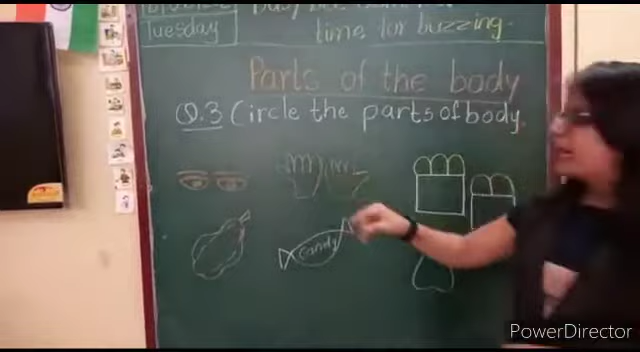 Tuesday
time for buzzing.
Parts of the body
Q.3 Circle the parts of body.
candy
PowerDirector